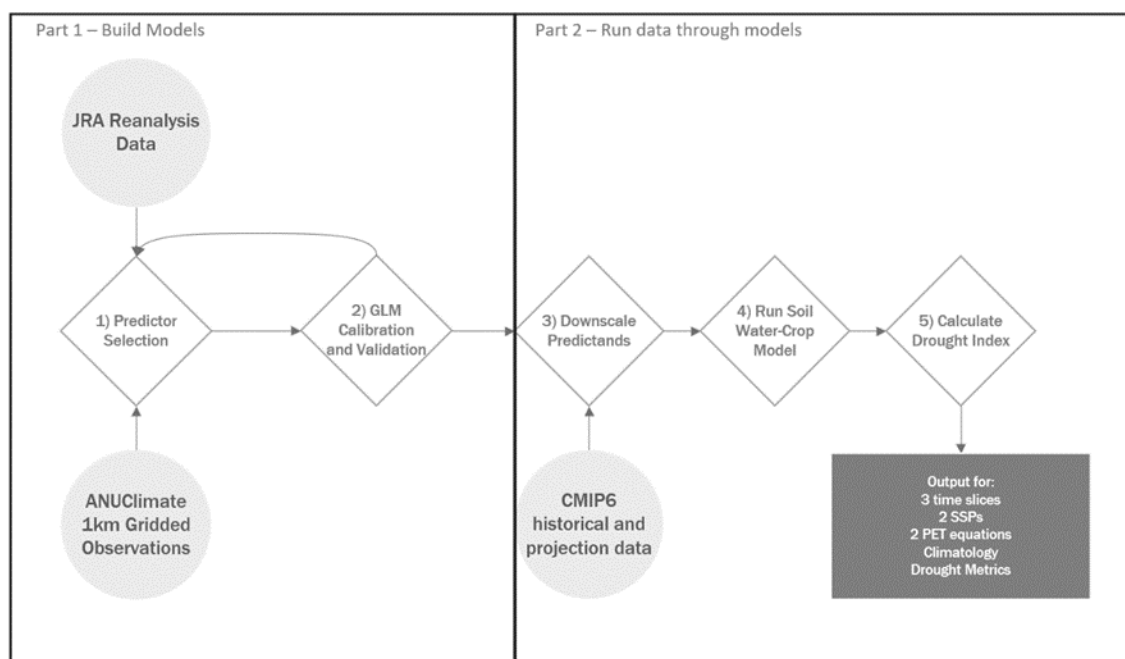 Part 1 – Build Models
Part 2 – Run data through models
JRA Reanalysis
Data
1) Predictor
Selection
2) GLM
Calibration
and Validation
3) Downscale
Predictands
4) Run Soil
Water-Crop
Model
5) Calculate
Drought Index
ANUClimate
1km Gridded
Observations
CMIP6
historical and
projection data
Output for:
3 time slices
2 SSPs
2 PET equations
Climatology
Drought Metrics